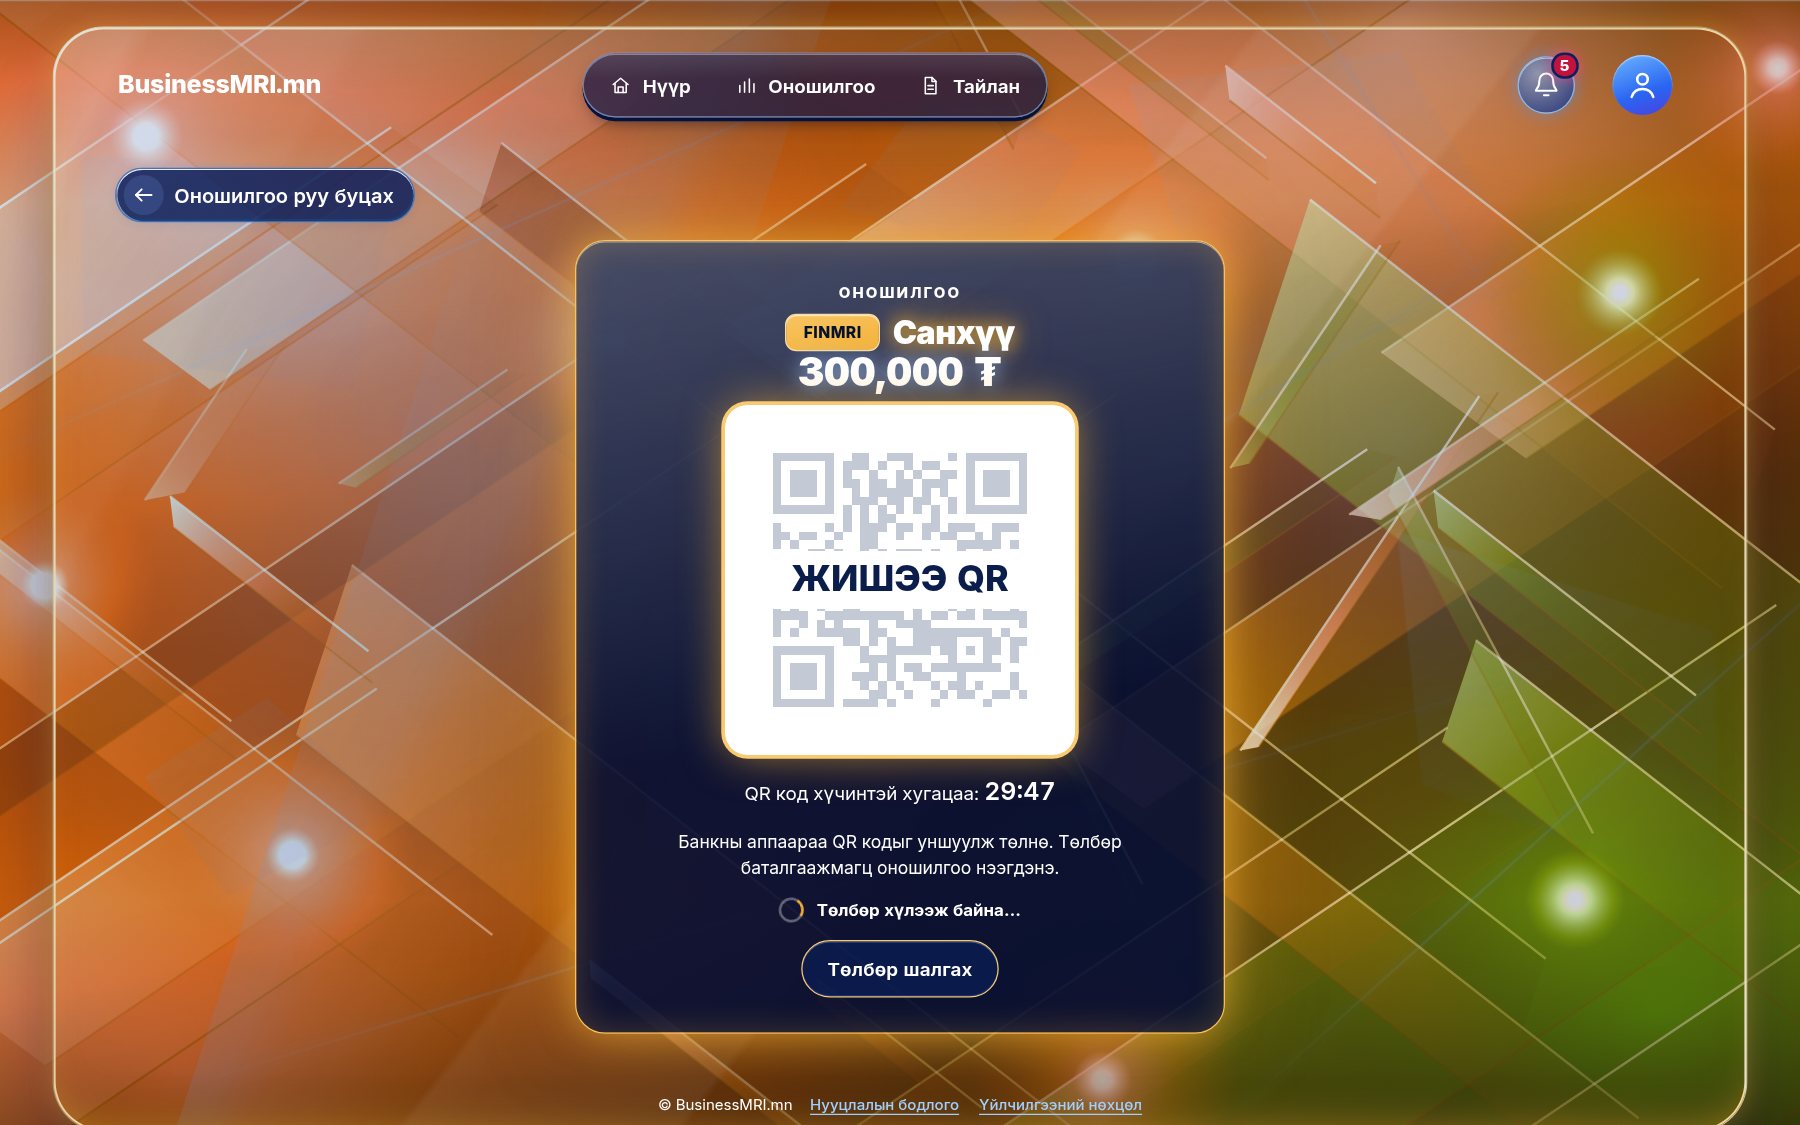 BusinessMRI.mn
Нүүр
Оношилгоо
Тайлан
5
Оношилгоо руу буцах
ОНОШИЛГОО
FINMRI Санхүү
300,000 ₮
ЖИШЭЭ QR
QR код хүчинтэй хугацаа: 29:47
Банкны аппаараа QR кодыг уншуулж төлнө. Төлбөр
баталгаажмагц оношилгоо нээгдэнэ.
Төлбөр хүлээж байна...
Төлбөр шалгах
© BusinessMRI.mn Нууцлалын бодлого Үйлчилгээний нөхцөл